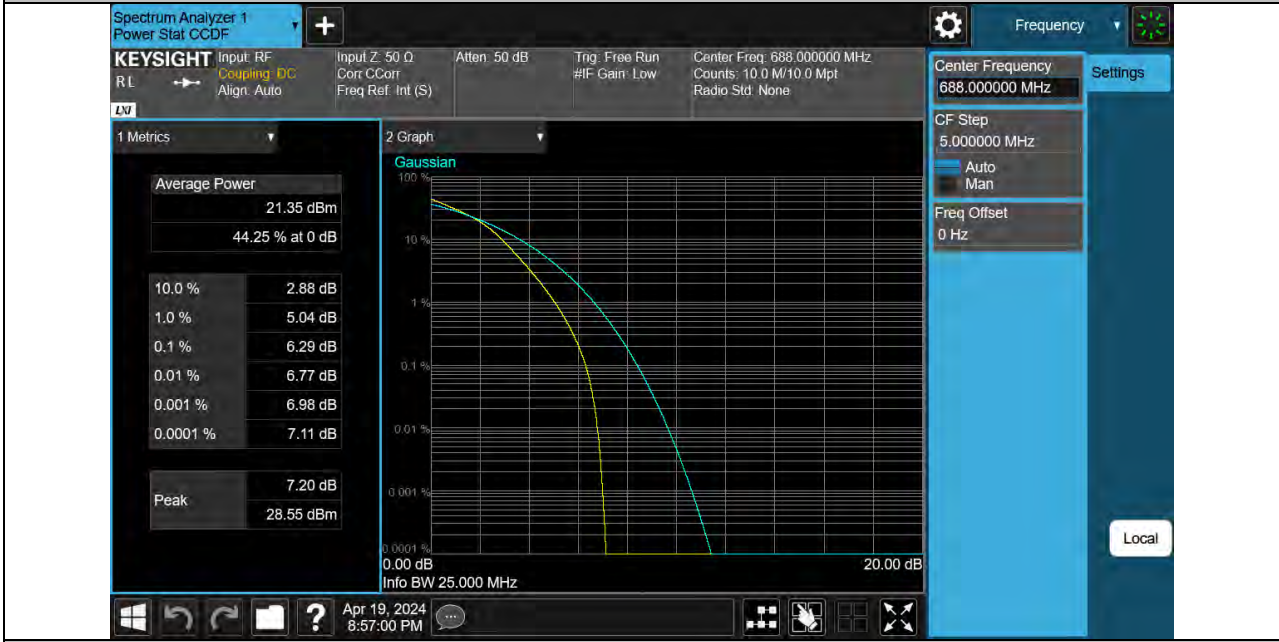 Spectrum Analyzer 1
Power Stat CCDF
Frequency
KEYSIGHT
Input: RF
Coupling: DC
Align: Auto
Input Z: 50 Ω
Corr CCorr
Freq Ref: Int (S)
Atten: 50 dB
Trig: Free Run
#IF Gain: Low
Center Freq: 688.000000 MHz
Counts: 10.0 M/10.0 Mpt
Radio Std: None
R L
LXI
Center Frequency
688.000000 MHz
Settings
CF Step
5.000000 MHz
Auto
Man
Freq Offset
0 Hz
1 Metrics
Average Power
21.35 dBm
44.25 % at 0 dB
10.0 % 2.88 dB
1.0 % 5.04 dB
0.1 % 6.29 dB
0.01 % 6.77 dB
0.001 % 6.98 dB
0.0001 % 7.11 dB
Peak
7.20 dB
28.55 dBm
2 Graph
Gaussian
100 %
10 %
1 %
0.1 %
0.01 %
0.001 %
0.0001 %
0.00 dB
20.00 dB
Info BW 25.000 MHz
Local
?
Apr 19, 2024
8:57:00 PM